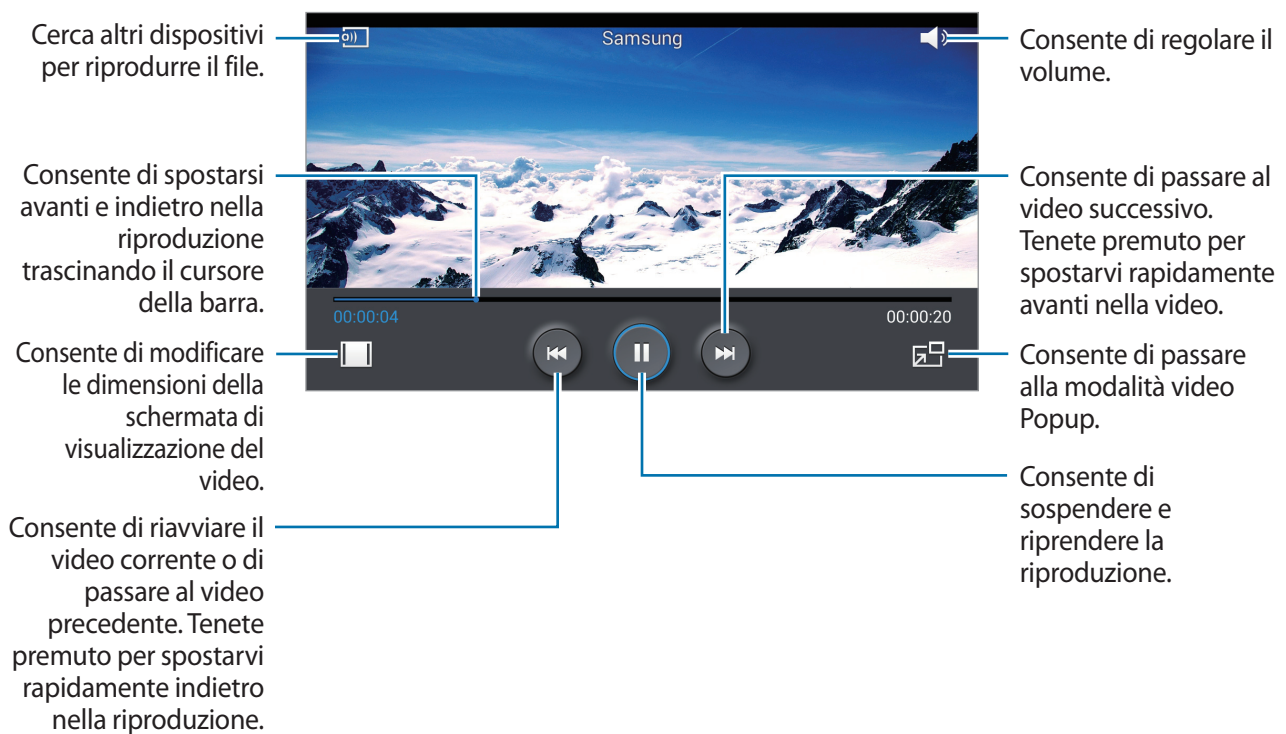 Cerca altri dispositivi
per riprodurre il file.
Samsung
Consente di regolare il
volume.
Consente di spostarsi
avanti e indietro nella
riproduzione
trascinando il cursore
della barra.
Consente di passare al
video successivo.
Tenete premuto per
spostarvi rapidamente
avanti nella video.
00:00:04
00:00:20
Consente di modificare
le dimensioni della
schermata di
visualizzazione del
video.
Consente di passare
alla modalità video
Popup.
Consente di
sospendere e
riprendere la
riproduzione.
Consente di riavviare il
video corrente o di
passare al video
precedente. Tenete
premuto per spostarvi
rapidamente indietro
nella riproduzione.